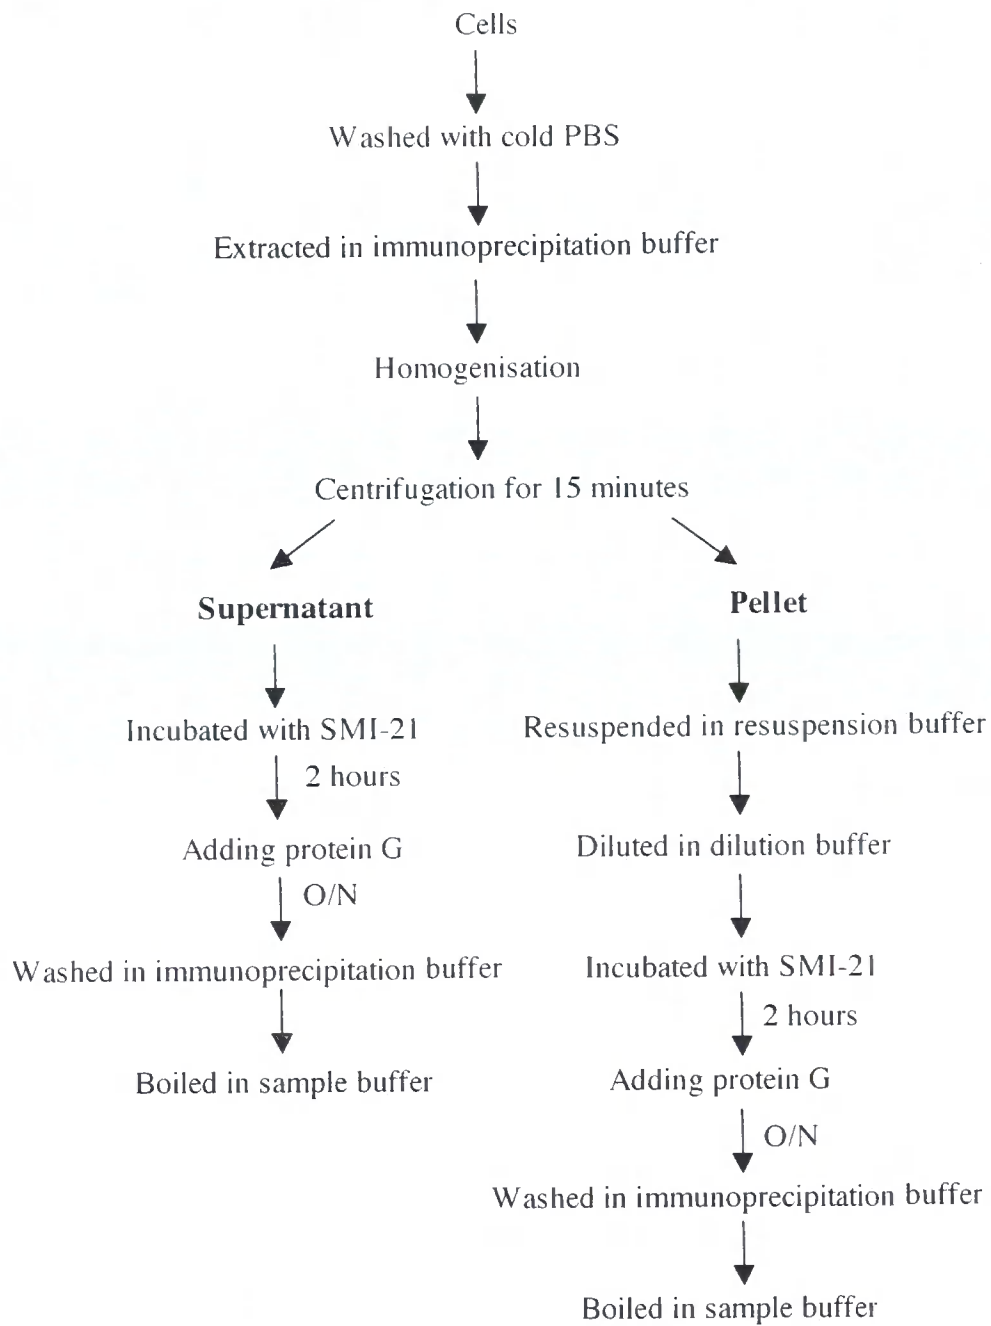 Cells
Washed with cold PBS
Extracted in immunoprecipitation buffer
Homogenisation
Centrifugation for 15 minutes
Supernatant
Incubated with SMI-21
2 hours
Adding protein G
O/N
Washed in immunoprecipitation buffer
Boiled in sample buffer
Pellet
Resuspended in resuspension buffer
Diluted in dilution buffer
Incubated with SMI-21
2 hours
Adding protein G
O/N
Washed in immunoprecipitation buffer
Boiled in sample buffer